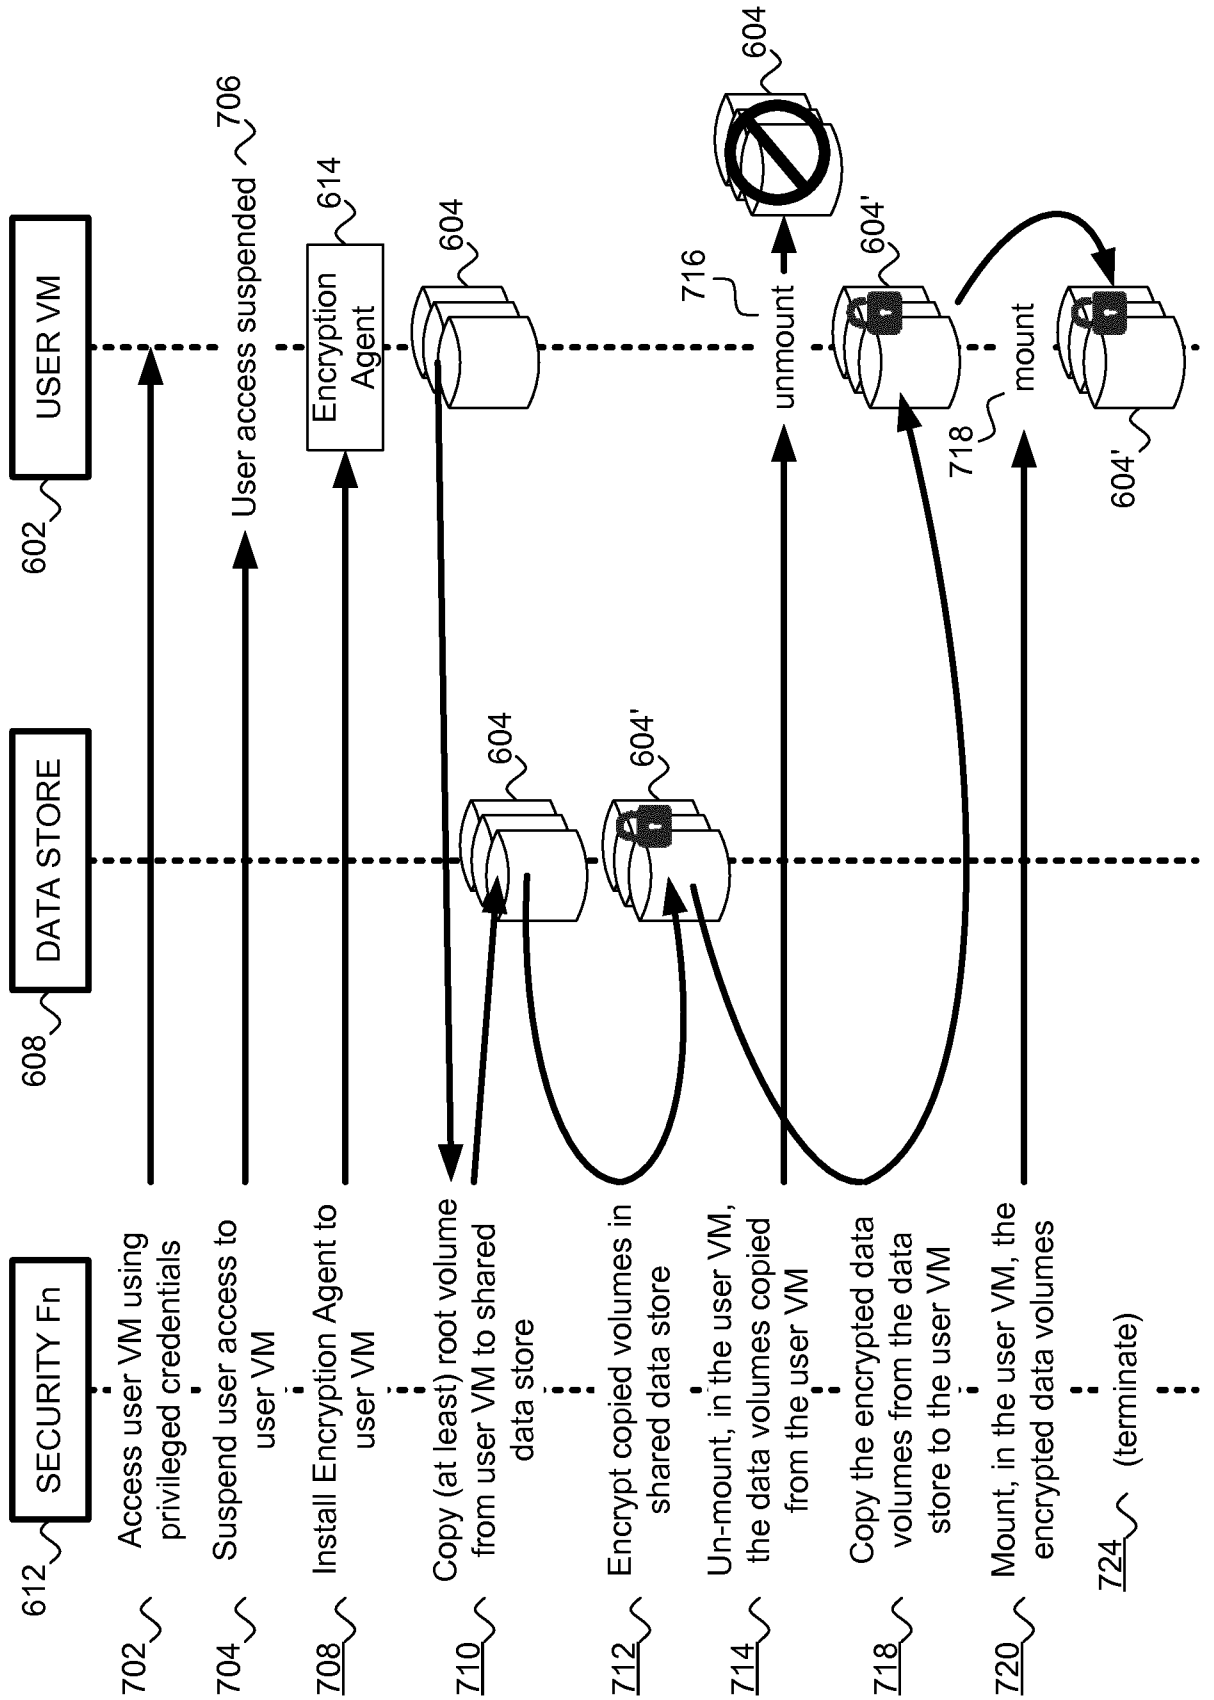 SECURITY Fn
612
DATA STORE
608
USER VM
602
702
Access user VM using
privileged credentials
704
Suspend user access to
user VM
User access suspended
706
708
Install Encryption Agent to
user VM
Encryption
Agent
614
710
Copy (at least) root volume
from user VM to shared
data store
604
604
712
Encrypt copied volumes in
shared data store
604'
714
Un-mount, in the user VM,
the data volumes copied
from the user VM
unmount
716
604
718
Copy the encrypted data
volumes from the data
store to the user VM
604'
720
Mount, in the user VM, the
encrypted data volumes
718
mount
604'
724
(terminate)